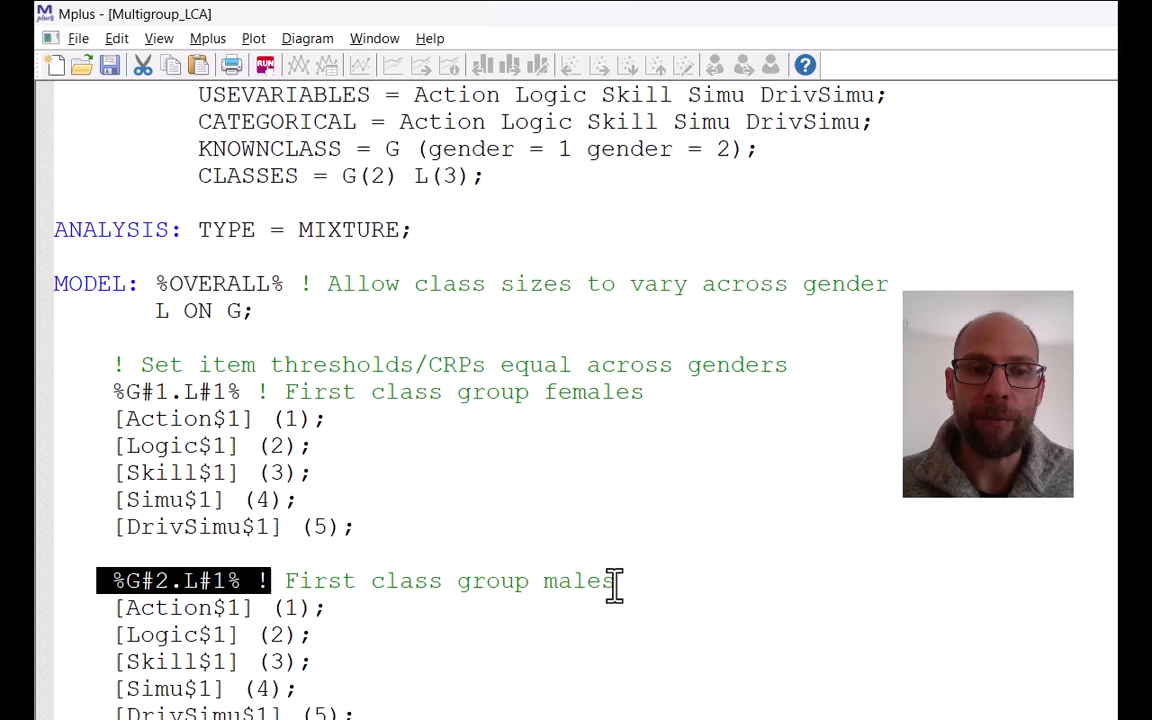 Mplus - [Multigroup_LCA]
File Edit View Mplus Plot Diagram Window Help
RUN
USEVARIABLES = Action Logic Skill Simu DrivSimu;
CATEGORICAL = Action Logic Skill Simu DrivSimu;
KNOWNCLASS = G (gender = 1 gender = 2);
CLASSES = G(2) L(3);
ANALYSIS: TYPE = MIXTURE;
MODEL: %OVERALL% ! Allow class sizes to vary across gender
L ON G;
! Set item thresholds/CRPs equal across genders
%G#1.L#1% ! First class group females
[Action$1] (1);
[Logic$1] (2);
[Skill$1] (3);
[Simu$1] (4);
[DrivSimu$1] (5);
%G#2.L#1% ! First class group males
[Action$1] (1);
[Logic$1] (2);
[Skill$1] (3);
[Simu$1] (4);
[DrivSimu$1] (5);